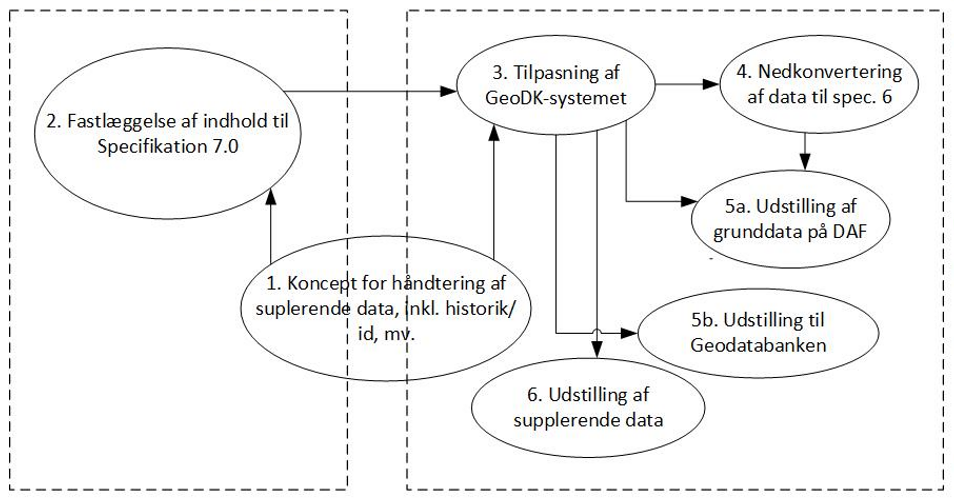 2. Fastlæggelse af indhold til
Specifikation 7.0
1. Koncept for håndtering af
suplerende data, inkl. historik/
id, mv.
3. Tilpasning af
GeoDK-systemet
4. Nedkonvertering
af data til spec. 6
5a. Udstilling af
grunddata på DAF
5b. Udstilling til
Geodatabanken
6. Udstilling af
supplerende data